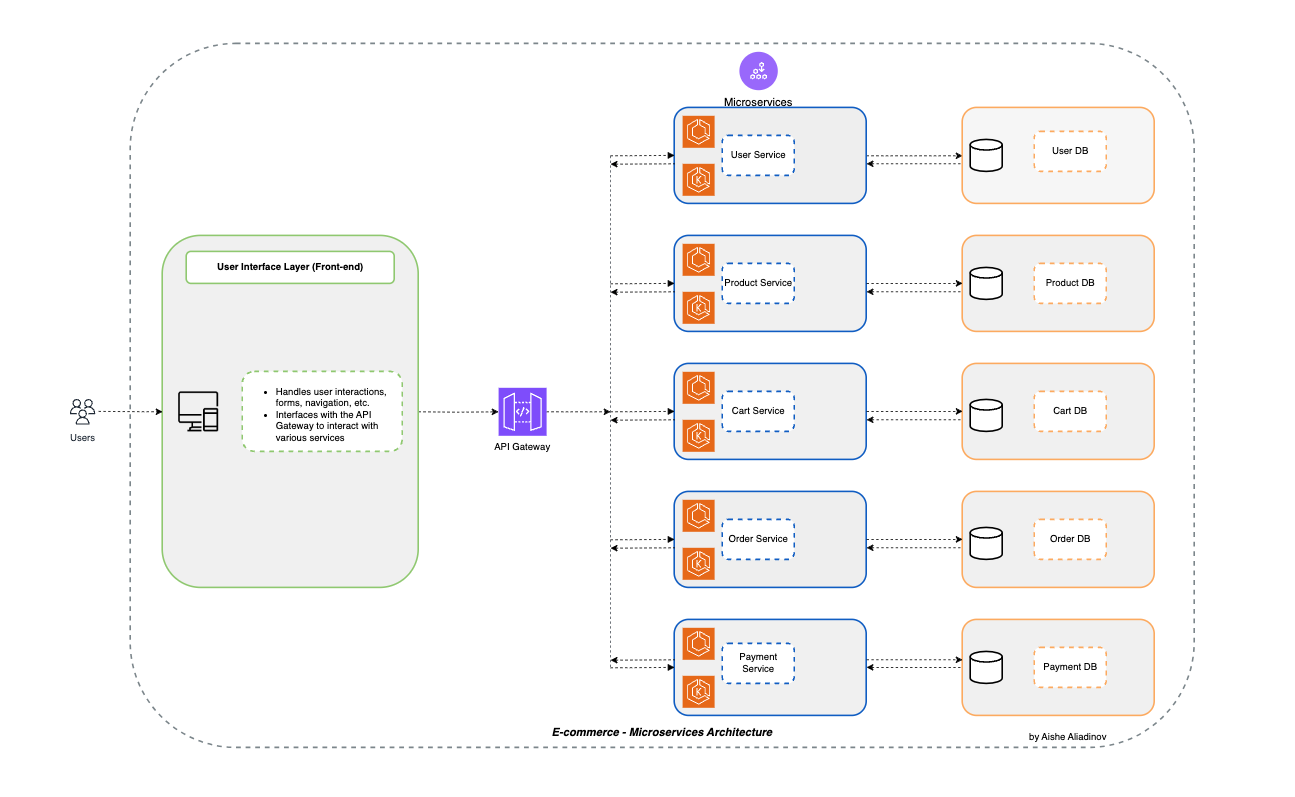 Microservices
User Service
User DB
User Interface Layer (Front-end)
Product Service
Product DB
Handles user interactions,
forms, navigation, etc.
Interfaces with the API
Gateway to interact with
various services
Users
API Gateway
Cart Service
Cart DB
Order Service
Order DB
Payment
Service
Payment DB
E-commerce - Microservices Architecture
by Aishe Aliadinov